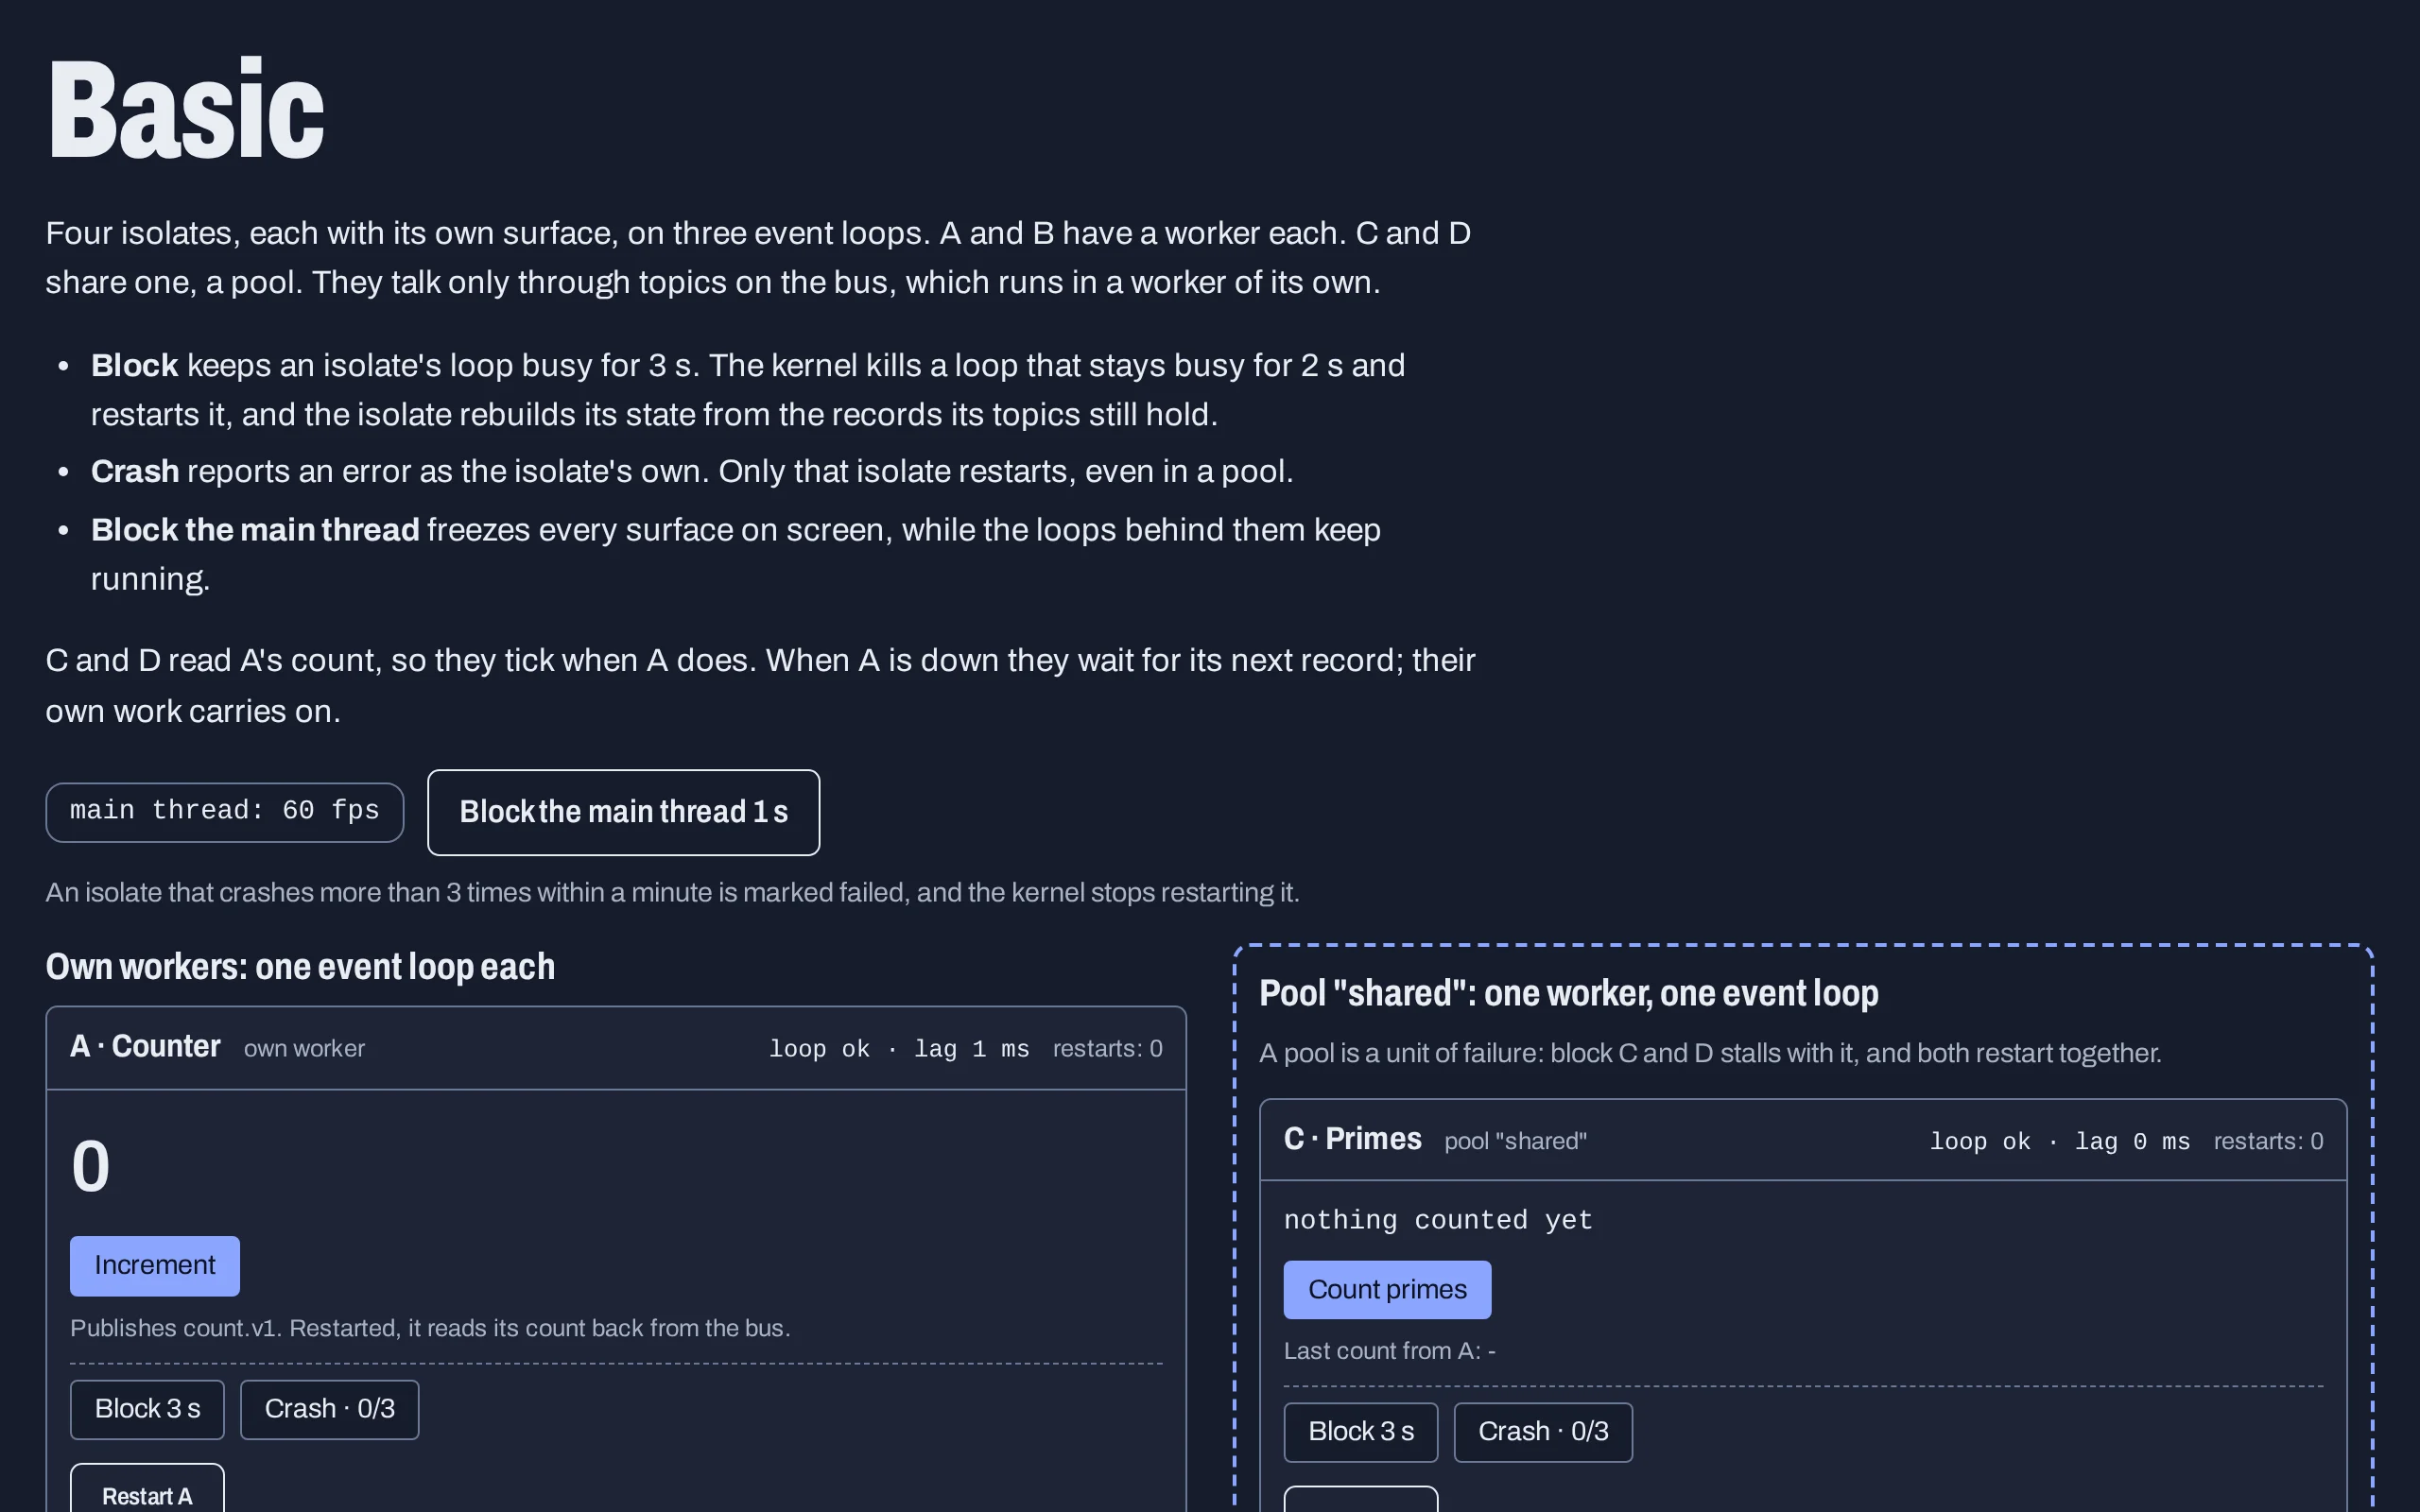 Basic
Four isolates, each with its own surface, on three event loops. A and B have a worker each. C and D
share one, a pool. They talk only through topics on the bus, which runs in a worker of its own.
• Block keeps an isolate's loop busy for 3 s. The kernel kills a loop that stays busy for 2 s and
restarts it, and the isolate rebuilds its state from the records its topics still hold.
• Crash reports an error as the isolate's own. Only that isolate restarts, even in a pool.
• Block the main thread freezes every surface on screen, while the loops behind them keep
running.
C and D read A's count, so they tick when A does. When A is down they wait for its next record; their
own work carries on.
main thread: 60 fps
Block the main thread 1 s
An isolate that crashes more than 3 times within a minute is marked failed, and the kernel stops restarting it.
Own workers: one event loop each
A · Counter own worker loop ok · lag 1 ms restarts: 0
0
Increment
Publishes count.v1. Restarted, it reads its count back from the bus.
Block 3 s
Crash · 0/3
Restart A
Pool "shared": one worker, one event loop
A pool is a unit of failure: block C and D stalls with it, and both restart together.
C · Primes pool "shared" loop ok · lag 0 ms restarts: 0
nothing counted yet
Count primes
Last count from A: -
Block 3 s
Crash · 0/3